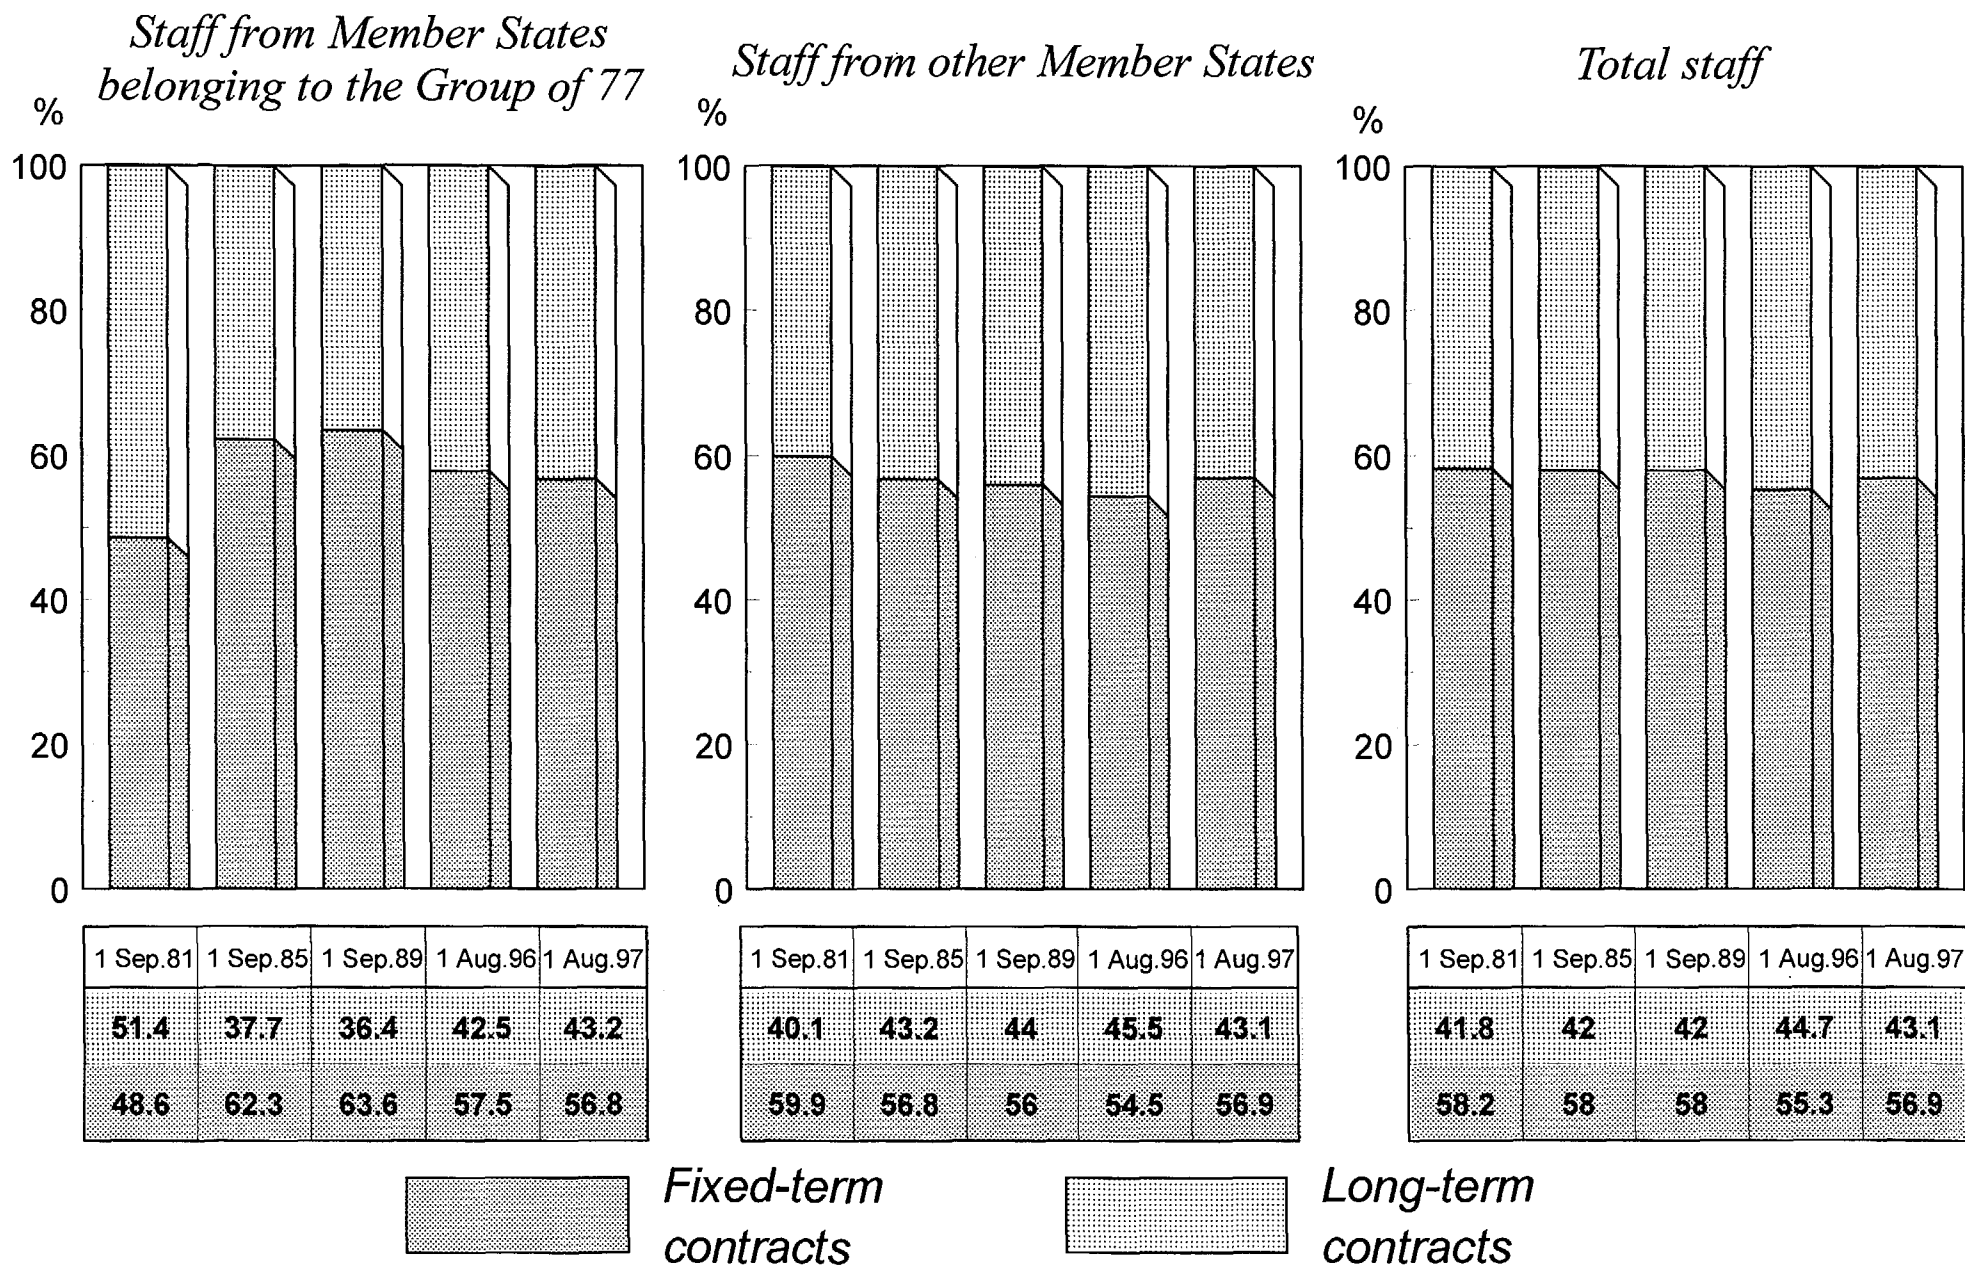 Staff from Member States
belonging to the Group of 77
%
100
80
60
40
20
0
1 Sep.81 1 Sep.85 1 Sep.89 1 Aug.96 1 Aug.97
51.4 37.7 36.4 42.5 43.2
48.6 62.3 63.6 57.5 56.8
Staff from other Member States
%
100
80
60
40
20
0
1 Sep.81 1 Sep.85 1 Sep.89 1 Aug.96 1 Aug.97
40.1 43.2 44 45.5 43.1
59.9 56.8 56 54.5 56.9
Total staff
%
100
80
60
40
20
0
1 Sep.81 1 Sep.85 1 Sep.89 1 Aug.96 1 Aug.97
41.8 42 42 44.7 43.1
58.2 58 58 55.3 56.9
Fixed-term
contracts
Long-term
contracts